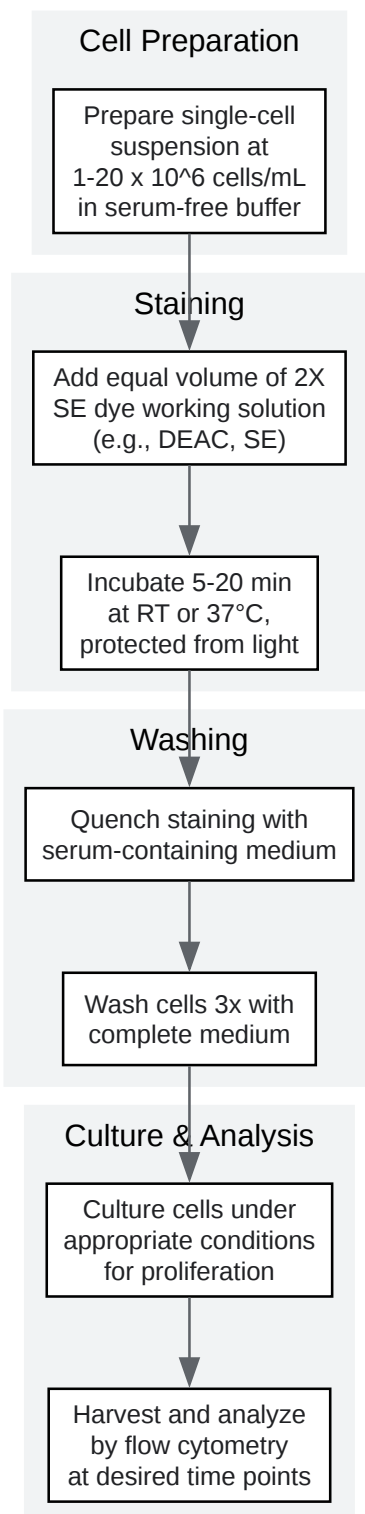 Cell Preparation
Prepare single-cell
suspension at
1-20 x 10^6 cells/mL
in serum-free buffer
Staining
Add equal volume of 2X
SE dye working solution
(e.g., DEAC, SE)
Incubate 5-20 min
at RT or 37°C,
protected from light
Washing
Quench staining with
serum-containing medium
Wash cells 3x with
complete medium
Culture & Analysis
Culture cells under
appropriate conditions
for proliferation
Harvest and analyze
by flow cytometry
at desired time points